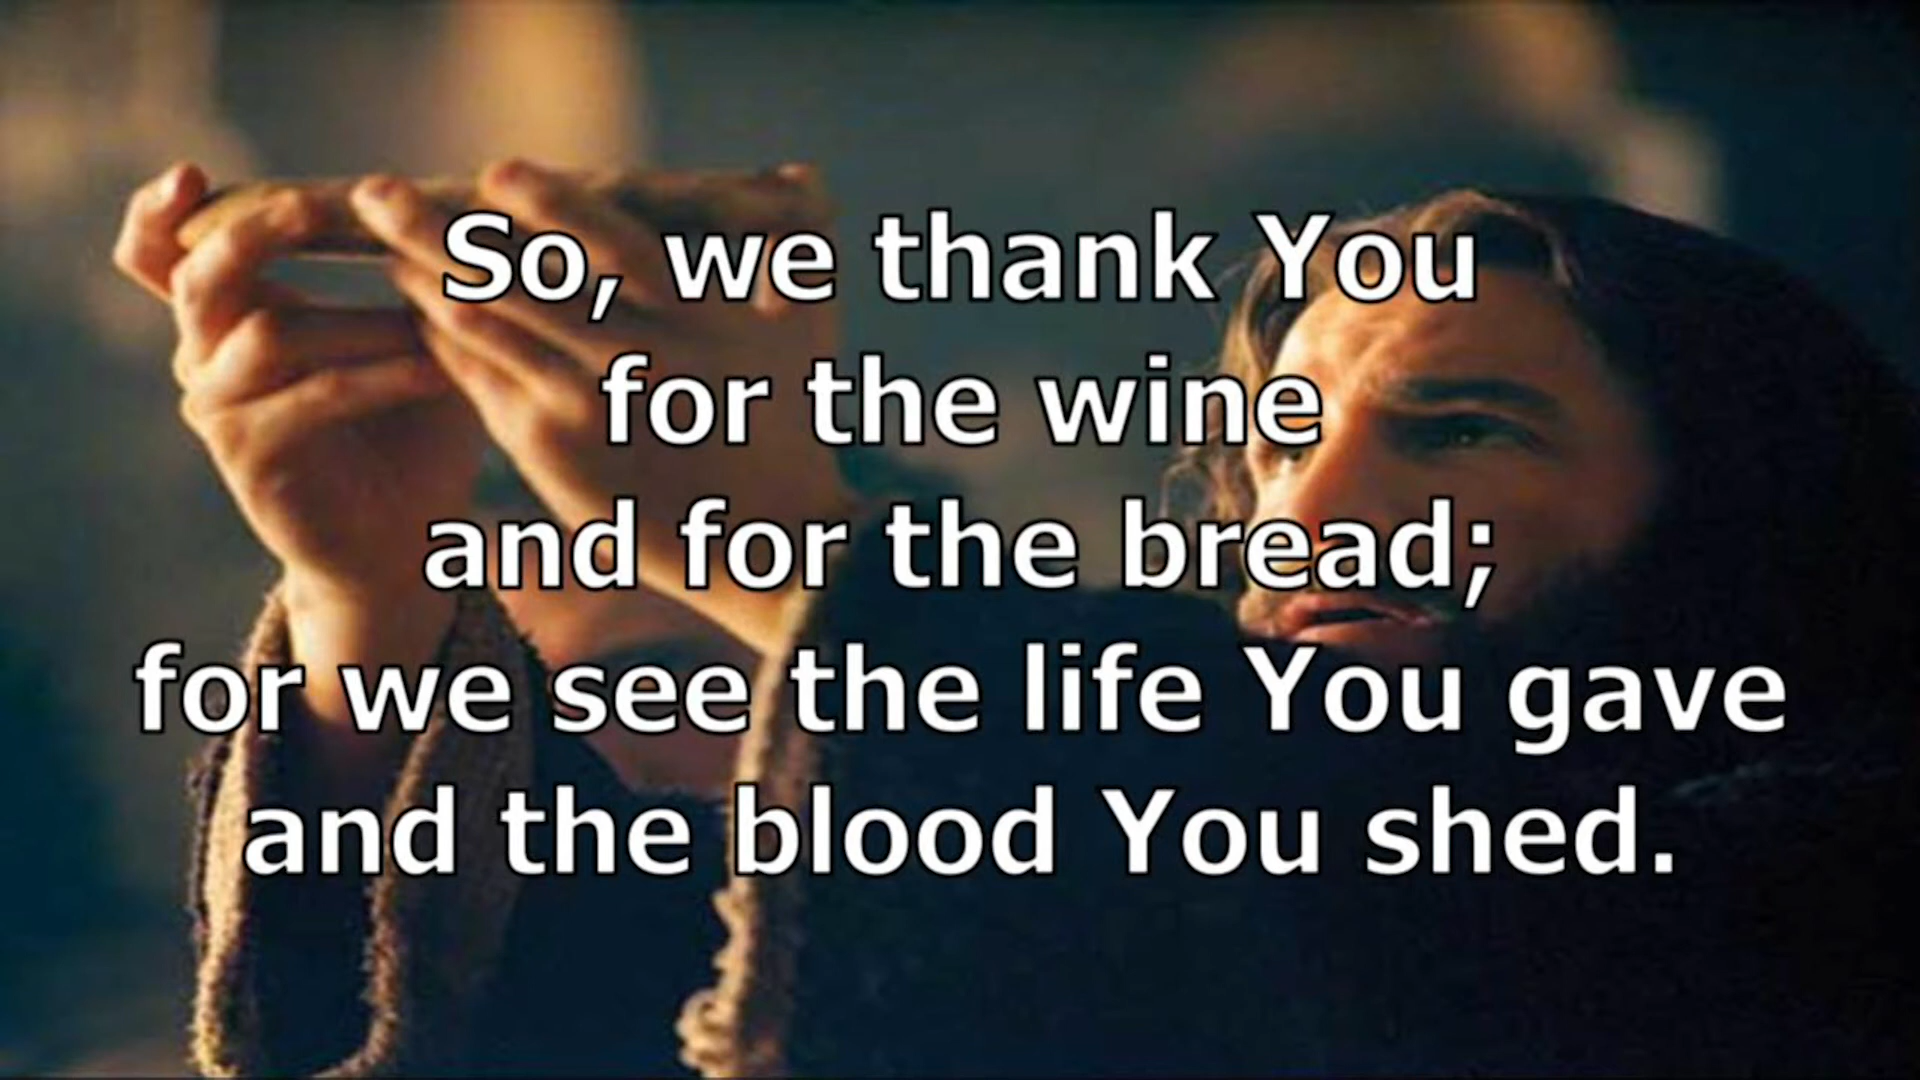 So, we thank You
for the wine
and for the bread;
for we see the life You gave
and the blood You shed.